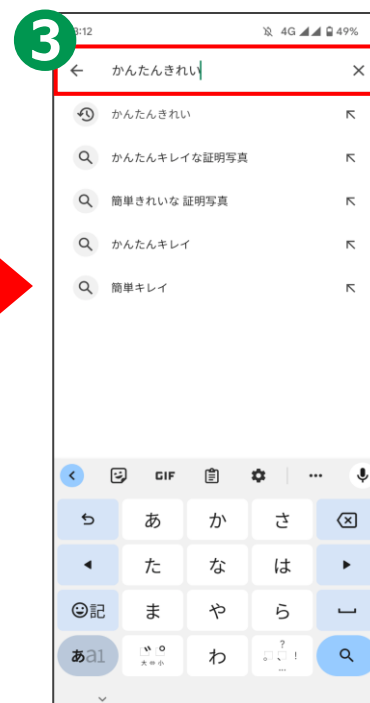 3
3:12 4G 49%
かんたんきれい
かんたんきれい
かんたんキレイな証明写真
簡単きれいな 証明写真
かんたんキレイ
簡単キレイ
GIF
あ か さ
た な は
記 ま や ら
あa1 大⇔小 わ 。、?!…